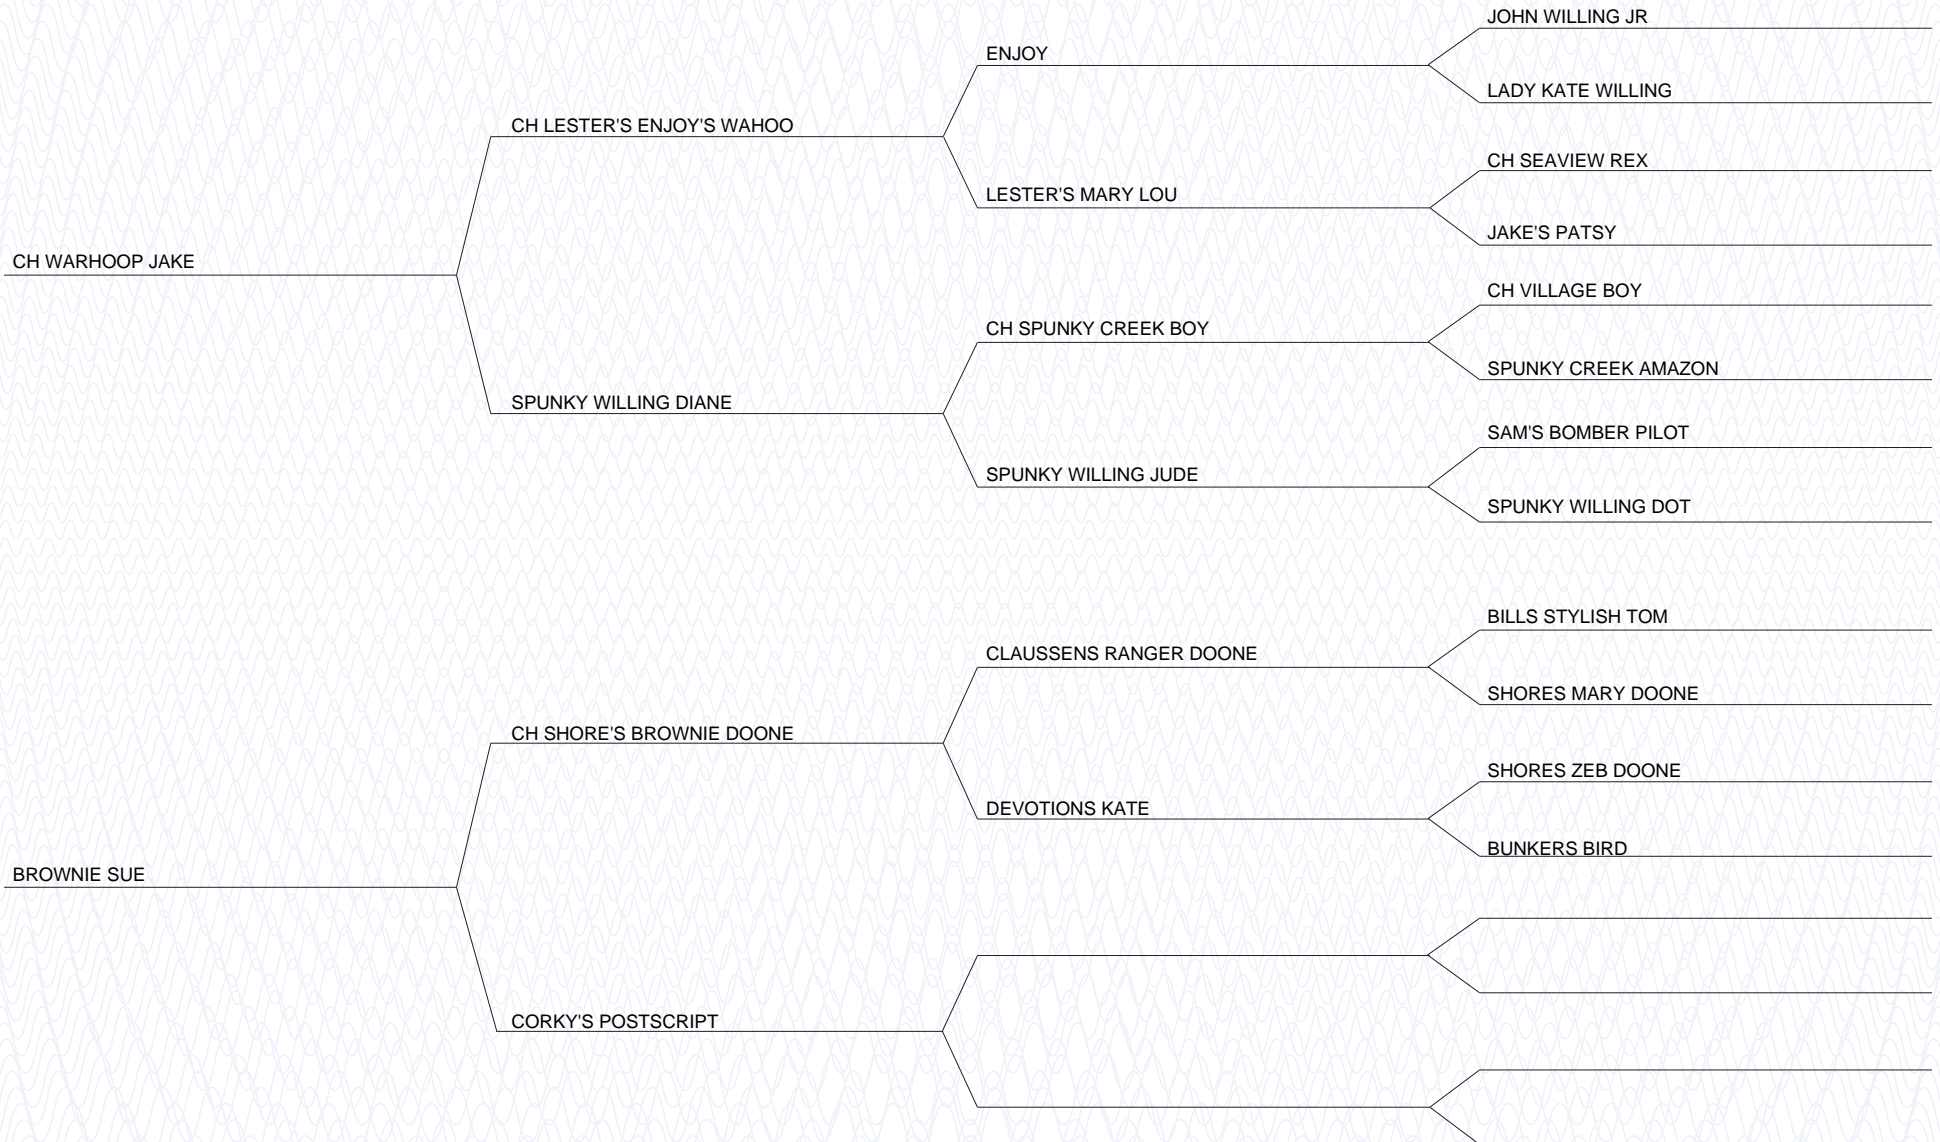 JOHN WILLING JR
ENJOY
LADY KATE WILLING
CH LESTER'S ENJOY'S WAHOO
CH SEAVIEW REX
LESTER'S MARY LOU
JAKE'S PATSY
CH WARHOOP JAKE
CH VILLAGE BOY
CH SPUNKY CREEK BOY
SPUNKY CREEK AMAZON
SPUNKY WILLING DIANE
SAM'S BOMBER PILOT
SPUNKY WILLING JUDE
SPUNKY WILLING DOT
BILLS STYLISH TOM
CLAUSSENS RANGER DOONE
SHORES MARY DOONE
CH SHORE'S BROWNIE DOONE
SHORES ZEB DOONE
DEVOTIONS KATE
BUNKERS BIRD
BROWNIE SUE
CORKY'S POSTSCRIPT